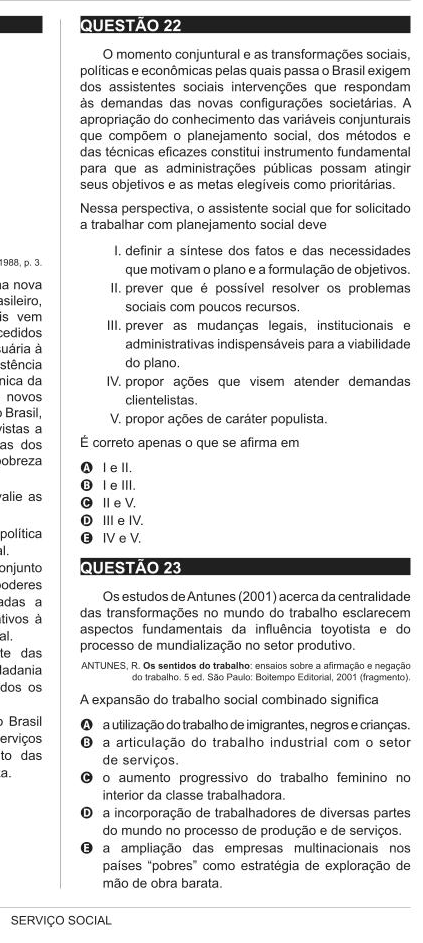 1988, p. 3.
na nova
asileiro,
is vem
cedidos
suária à
stência
nica da
novos
o Brasil,
vistas a
as dos
pobreza
valie as
política
al.
onjunto
poderes
adas a
ativos à
al.
te das
dadania
dos os
o Brasil
erviços
to das
ta.
QUESTÃO 22
O momento conjuntural e as transformações sociais,
políticas e econômicas pelas quais passa o Brasil exigem
dos assistentes sociais intervenções que respondam
às demandas das novas configurações societárias. A
apropriação do conhecimento das variáveis conjunturais
que compõem o planejamento social, dos métodos e
das técnicas eficazes constitui instrumento fundamental
para que as administrações públicas possam atingir
seus objetivos e as metas elegíveis como prioritárias.
Nessa perspectiva, o assistente social que for solicitado
a trabalhar com planejamento social deve
I. definir a síntese dos fatos e das necessidades
que motivam o plano e a formulação de objetivos.
II. prever que é possível resolver os problemas
sociais com poucos recursos.
III. prever as mudanças legais, institucionais e
administrativas indispensáveis para a viabilidade
do plano.
IV. propor ações que visem atender demandas
clientelistas.
V. propor ações de caráter populista.
É correto apenas o que se afirma em
A I e II.
B I e III.
C II e V.
D III e IV.
E IV e V.
QUESTÃO 23
Os estudos de Antunes (2001) acerca da centralidade
das transformações no mundo do trabalho esclarecem
aspectos fundamentais da influência toyotista e do
processo de mundialização no setor produtivo.
ANTUNES, R. Os sentidos do trabalho: ensaios sobre a afirmação e negação
do trabalho. 5 ed. São Paulo: Boitempo Editorial, 2001 (fragmento).
A expansão do trabalho social combinado significa
A a utilização do trabalho de imigrantes, negros e crianças.
B a articulação do trabalho industrial com o setor
de serviços.
C o aumento progressivo do trabalho feminino no
interior da classe trabalhadora.
D a incorporação de trabalhadores de diversas partes
do mundo no processo de produção e de serviços.
E a ampliação das empresas multinacionais nos
países “pobres” como estratégia de exploração de
mão de obra barata.
SERVIÇO SOCIAL